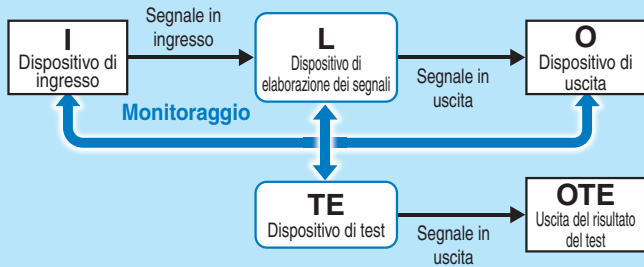 I
Dispositivo di
ingresso
Segnale in
ingresso
L
Dispositivo di
elaborazione dei segnali
Segnale in
uscita
O
Dispositivo di
uscita
Monitoraggio
TE
Dispositivo di test
Segnale in
uscita
OTE
Uscita del risultato
del test